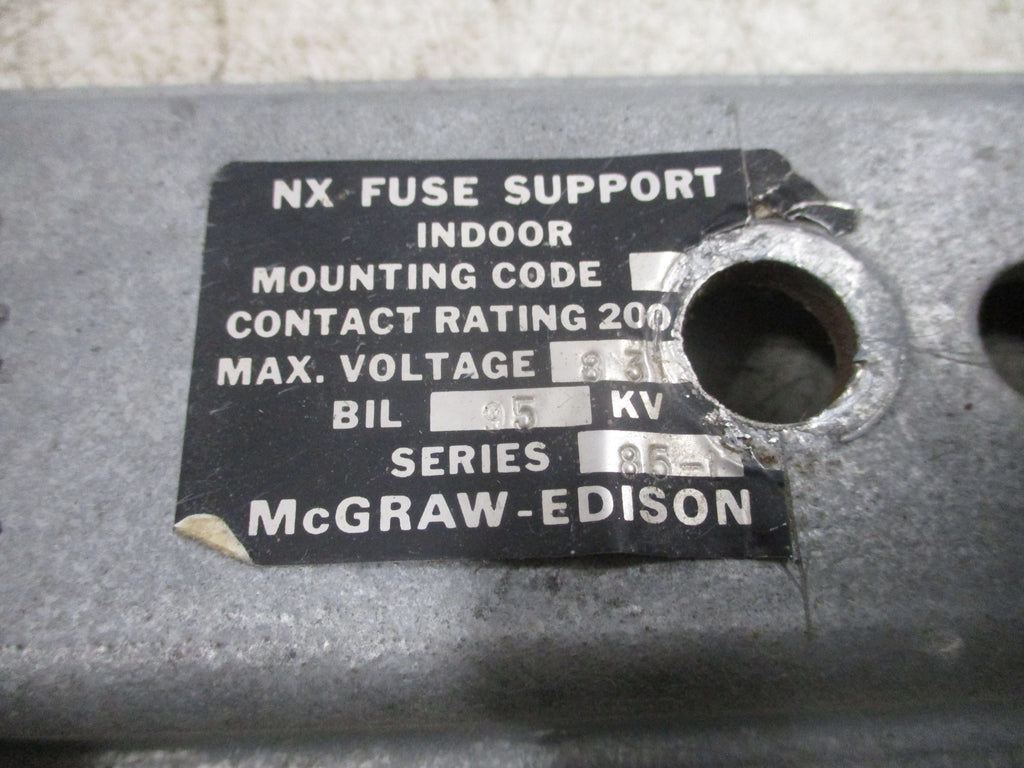 NX FUSE SUPPORT
INDOOR
MOUNTING CODE
CONTACT RATING 200
MAX. VOLTAGE
BIL 95 KV
SERIES
McGRAW-EDISON